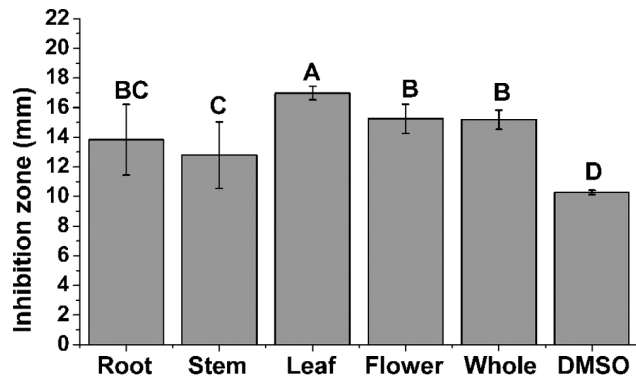 Inhibition zone (mm)
22
20
18
16
14
12
10
8
6
4
2
0
BC
C
A
B
B
D
Root Stem Leaf Flower Whole DMSO